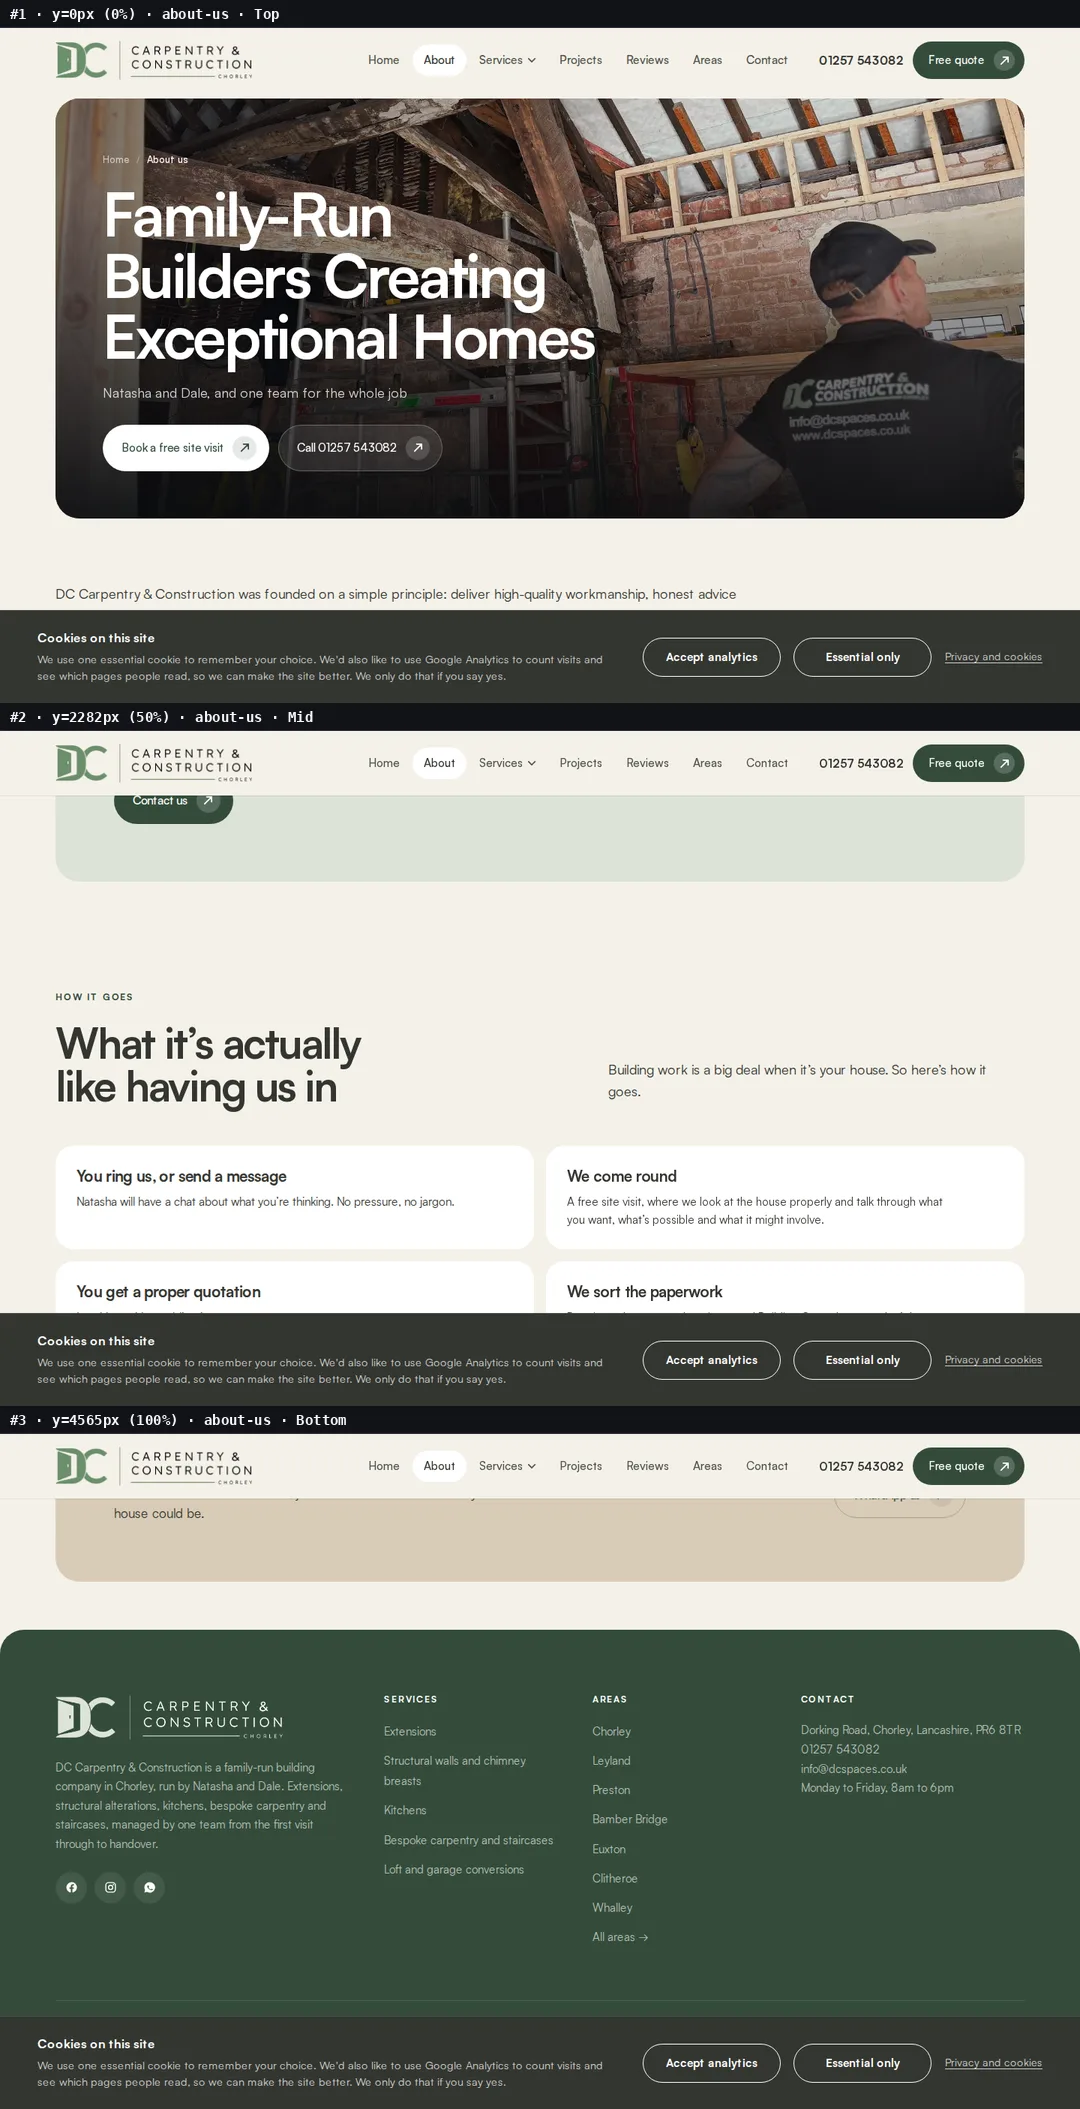 #1 · y=0px (0%) · about-us · Top
CARPENTRY &
CONSTRUCTION
CHORLEY
Home About Services Projects Reviews Areas Contact 01257 543082 Free quote
Home / About us
Family-Run
Builders Creating
Exceptional Homes
Natasha and Dale, and one team for the whole job
Book a free site visit
Call 01257 543082
CARPENTRY &
CONSTRUCTION
info@dcspaces.co.uk
www.dcspaces.co.uk
DC Carpentry & Construction was founded on a simple principle: deliver high-quality workmanship, honest advice
Cookies on this site
We use one essential cookie to remember your choice. We'd also like to use Google Analytics to count visits and
see which pages people read, so we can make the site better. We only do that if you say yes.
Accept analytics
Essential only
Privacy and cookies
#2 · y=2282px (50%) · about-us · Mid
DC
CARPENTRY &
CONSTRUCTION
CHORLEY
Home About Services Projects Reviews Areas Contact 01257 543082 Free quote
Contact us
HOW IT GOES
What it's actually
like having us in
Building work is a big deal when it's your house. So here's how it
goes.
You ring us, or send a message
Natasha will have a chat about what you're thinking. No pressure, no jargon.
We come round
A free site visit, where we look at the house properly and talk through what
you want, what's possible and what it might involve.
You get a proper quotation
We sort the paperwork
Cookies on this site
We use one essential cookie to remember your choice. We'd also like to use Google Analytics to count visits and
see which pages people read, so we can make the site better. We only do that if you say yes.
Accept analytics
Essential only
Privacy and cookies
#3 · y=4565px (100%) · about-us · Bottom
DC
CARPENTRY &
CONSTRUCTION
CHORLEY
Home About Services Projects Reviews Areas Contact 01257 543082 Free quote
house could be.
DC
CARPENTRY &
CONSTRUCTION
CHORLEY
DC Carpentry & Construction is a family-run building
company in Chorley, run by Natasha and Dale. Extensions,
structural alterations, kitchens, bespoke carpentry and
staircases, managed by one team from the first visit
through to handover.
SERVICES
Extensions
Structural walls and chimney
breasts
Kitchens
Bespoke carpentry and staircases
Loft and garage conversions
AREAS
Chorley
Leyland
Preston
Bamber Bridge
Euxton
Clitheroe
Whalley
All areas →
CONTACT
Dorking Road, Chorley, Lancashire, PR6 8TR
01257 543082
info@dcspaces.co.uk
Monday to Friday, 8am to 6pm
Cookies on this site
We use one essential cookie to remember your choice. We'd also like to use Google Analytics to count visits and
see which pages people read, so we can make the site better. We only do that if you say yes.
Accept analytics
Essential only
Privacy and cookies